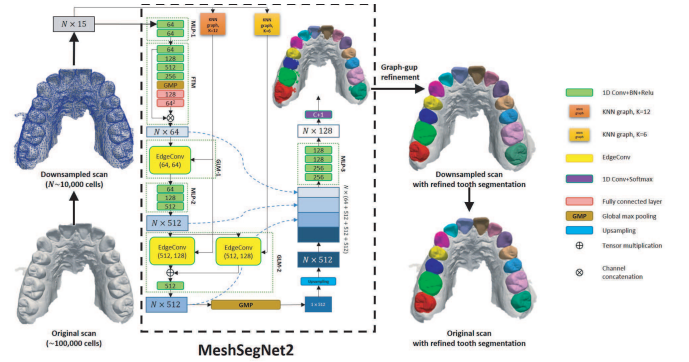 N × 15
64
64
MLP-1
KNN
graph,
K=12
KNN
graph,
K=6
64
128
512
256
GMP
128
64²
FTM
N × 64
EdgeConv
(64, 64)
GLM-1
64
128
512
MLP-2
N × 512
EdgeConv
(512, 128)
EdgeConv
(512, 128)
GLM-2
512
N × 512
GMP
1 × 512
Upsampling
N × 512
N × (64 + 512 + 512 + 512)
128
128
256
256
MLP-3
N × 128
C×1
MeshSegNet2
Downsampled scan
(N~10,000 cells)
Original scan
(~100,000 cells)
Graph-gup
refinement
Downsampled scan
with refined tooth segmentation
Original scan
with refined tooth segmentation
1D Conv+BN+Relu
KNN graph, K=12
KNN graph, K=6
EdgeConv
1D Conv+Softmax
Fully connected layer
GMP
Global max pooling
Upsampling
Tensor multiplication
Channel
concatenation